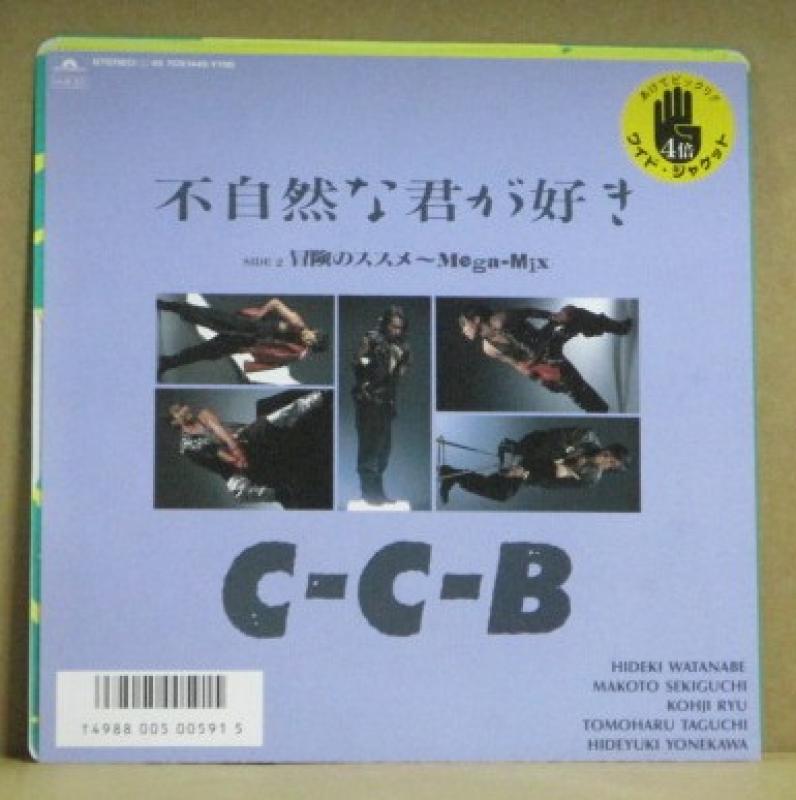 STEREO
あけてビックリ!!
4倍
ワイド・ジャケット
不自然な君が好き
SIDE 2 冒険のススメ〜Mega-Mix
C-C-B
HIDEKI WATANABE
MAKOTO SEKIGUCHI
KOHJI RYU
TOMOHARU TAGUCHI
HIDEYUKI YONEKAWA
T4988 005 00591 5